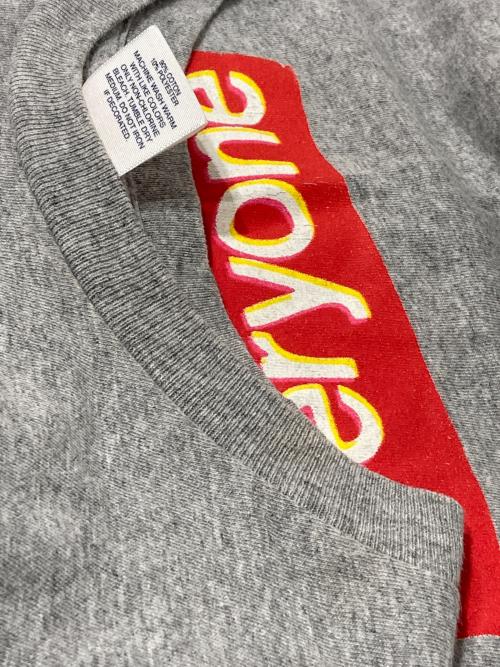 90% COTTON
10% POLYESTER
MACHINE WASH WARM
WITH LIKE COLORS
ONLY NON-CHLORINE
BLEACH. TUMBLE DRY
MEDIUM. DO NOT IRON
IF DECORATED.
eryone